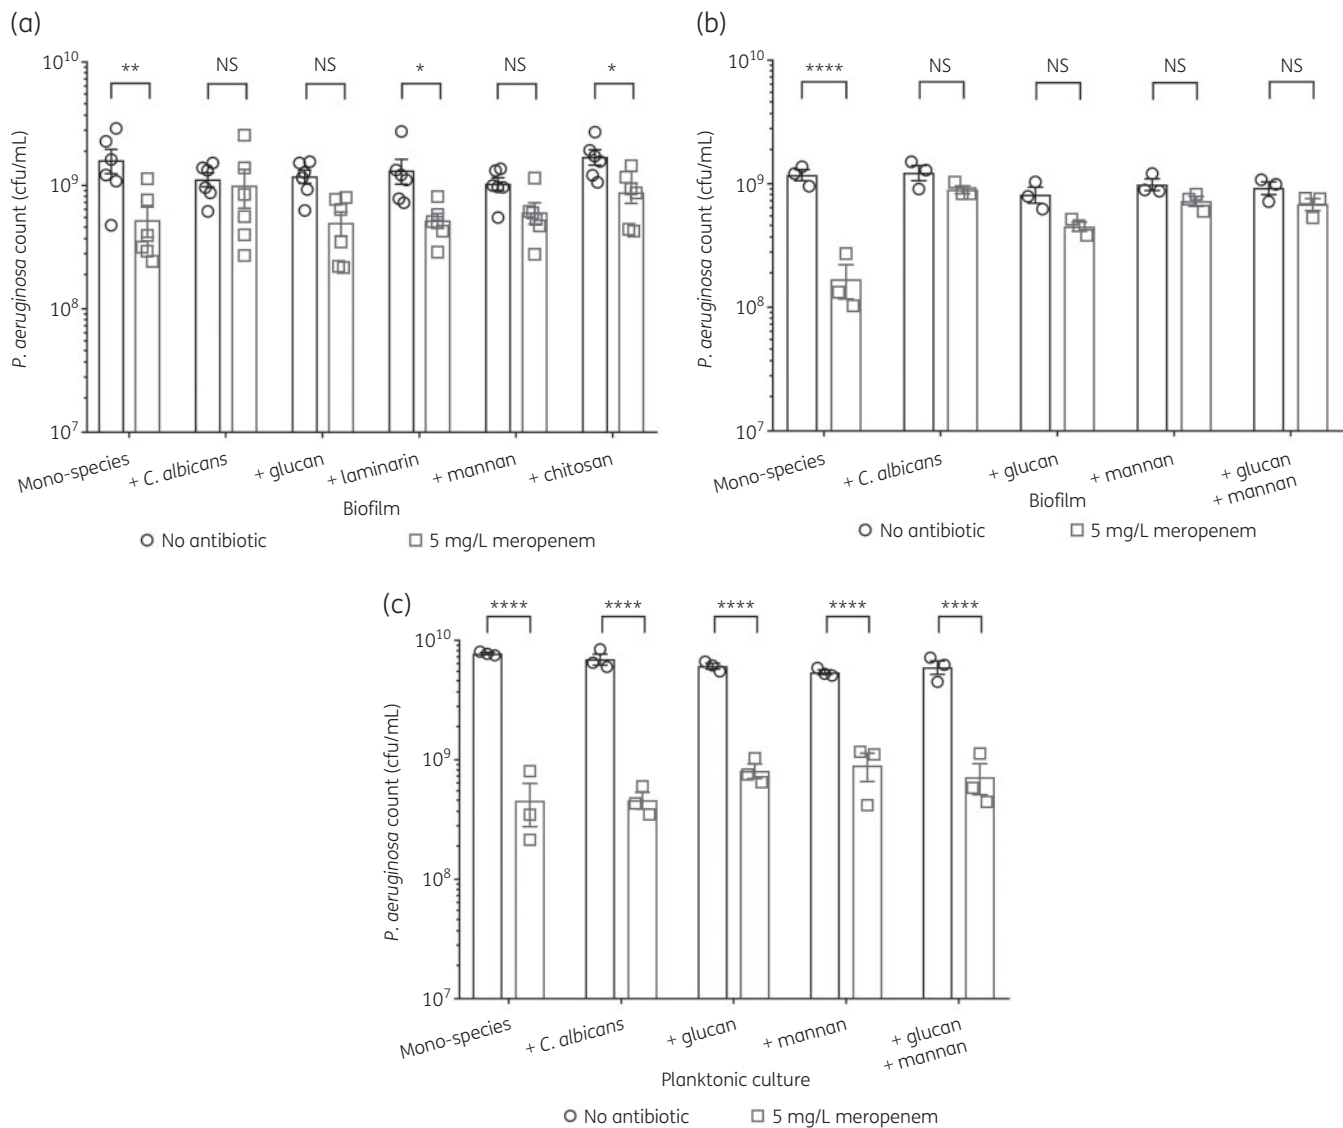 (a)
** NS NS * NS *
10¹⁰
10⁹
10⁸
10⁷
P. aeruginosa count (cfu/mL)
Mono-species + C. albicans + glucan + laminarin + mannan + chitosan
Biofilm
No antibiotic 5 mg/L meropenem
(b)
**** NS NS NS NS
10¹⁰
10⁹
10⁸
10⁷
P. aeruginosa count (cfu/mL)
Mono-species + C. albicans + glucan + mannan + glucan
+ mannan
Biofilm
No antibiotic 5 mg/L meropenem
(c)
**** **** **** **** ****
10¹⁰
10⁹
10⁸
10⁷
P. aeruginosa count (cfu/mL)
Mono-species + C. albicans + glucan + mannan + glucan
+ mannan
Planktonic culture
No antibiotic 5 mg/L meropenem